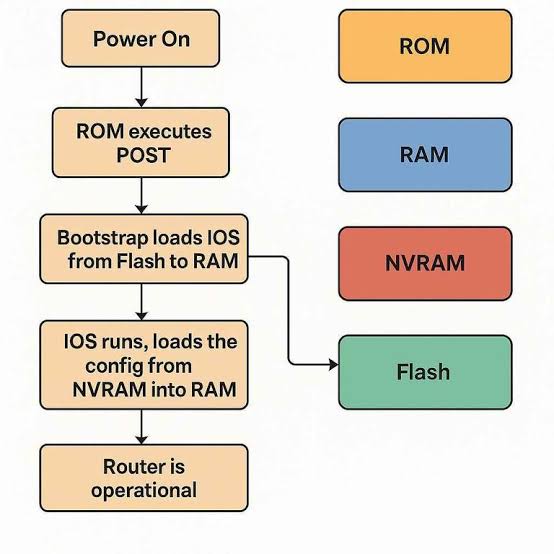 Power On
ROM executes
POST
Bootstrap loads IOS
from Flash to RAM
IOS runs, loads the
config from
NVRAM into RAM
Router is
operational
ROM
RAM
NVRAM
Flash